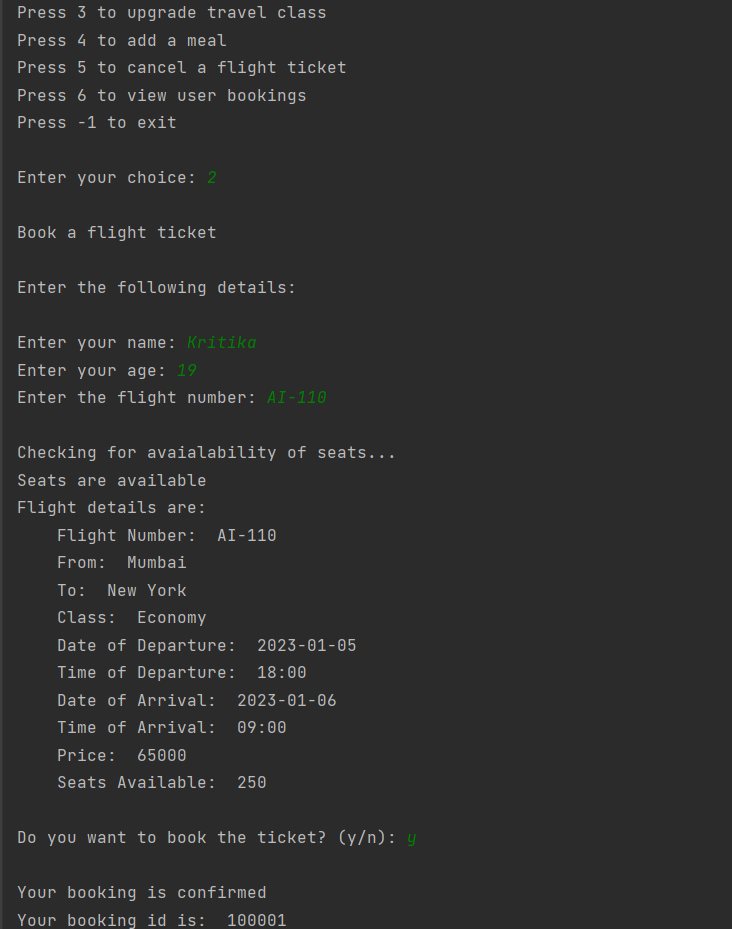 Press 3 to upgrade travel class
Press 4 to add a meal
Press 5 to cancel a flight ticket
Press 6 to view user bookings
Press -1 to exit
Enter your choice: 2
Book a flight ticket
Enter the following details:
Enter your name: Kritika
Enter your age: 19
Enter the flight number: AI-110
Checking for avaialability of seats...
Seats are available
Flight details are:
Flight Number:  AI-110
From:  Mumbai
To:  New York
Class:  Economy
Date of Departure:  2023-01-05
Time of Departure:  18:00
Date of Arrival:  2023-01-06
Time of Arrival:  09:00
Price:  65000
Seats Available:  250
Do you want to book the ticket? (y/n): y
Your booking is confirmed
Your booking id is:  100001